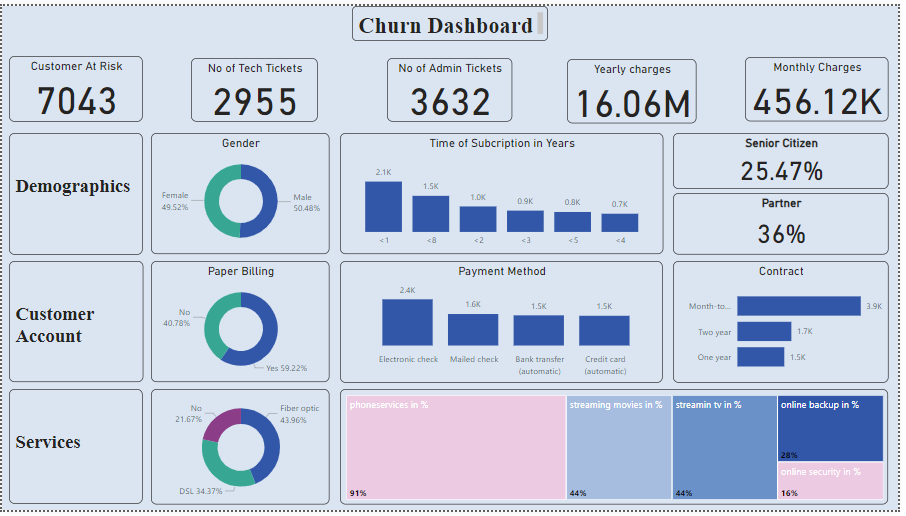 Churn Dashboard
Customer At Risk
7043
No of Tech Tickets
2955
No of Admin Tickets
3632
Yearly charges
16.06M
Monthly Charges
456.12K
Demographics
Gender
Female
49.52%
Male
50.48%
Time of Subcription in Years
2.1K
1.5K
1.0K
0.9K
0.8K
0.7K
<1
<8
<2
<3
<5
<4
Senior Citizen
25.47%
Partner
36%
Customer
Account
Paper Billing
No
40.78%
Yes 59.22%
Payment Method
2.4K
1.6K
1.5K
1.5K
Electronic check
Mailed check
Bank transfer
(automatic)
Credit card
(automatic)
Contract
Month-to...
3.9K
Two year
1.7K
One year
1.5K
Services
No
21.67%
Fiber optic
43.96%
DSL 34.37%
phoneservices in %
91%
streaming movies in %
44%
streamin tv in %
44%
online backup in %
28%
online security in %
16%